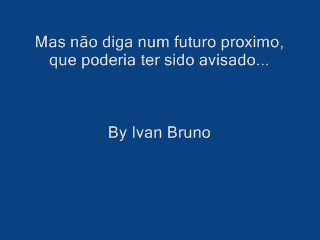 Mas não diga num futuro proximo,
que poderia ter sido avisado...
By Ivan Bruno